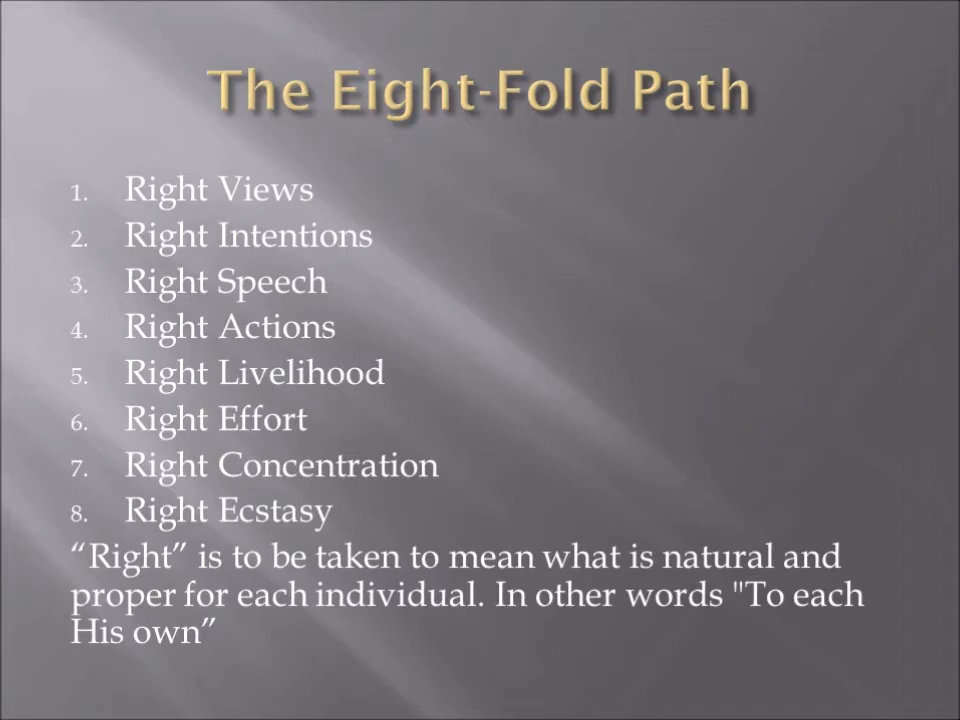 The Eight-Fold Path
1. Right Views
2. Right Intentions
3. Right Speech
4. Right Actions
5. Right Livelihood
6. Right Effort
7. Right Concentration
8. Right Ecstasy
“Right” is to be taken to mean what is natural and
proper for each individual. In other words "To each
His own”